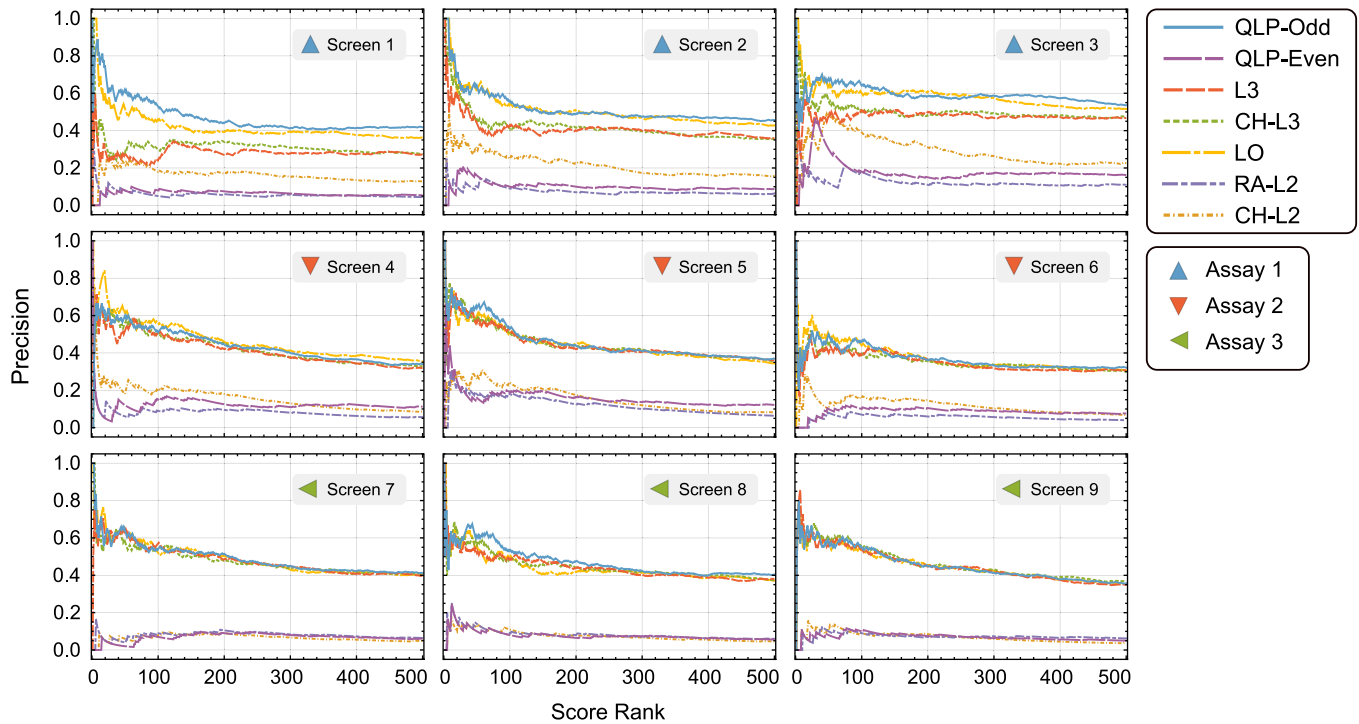 1.0
0.8
0.6
0.4
0.2
0.0
Screen 1
Screen 2
Screen 3
1.0
0.8
0.6
0.4
0.2
0.0
Screen 4
Screen 5
Screen 6
1.0
0.8
0.6
0.4
0.2
0.0
Screen 7
Screen 8
Screen 9
0 100 200 300 400 500
0 100 200 300 400 500
0 100 200 300 400 500
Precision
Score Rank
QLP-Odd
QLP-Even
L3
CH-L3
LO
RA-L2
CH-L2
Assay 1
Assay 2
Assay 3